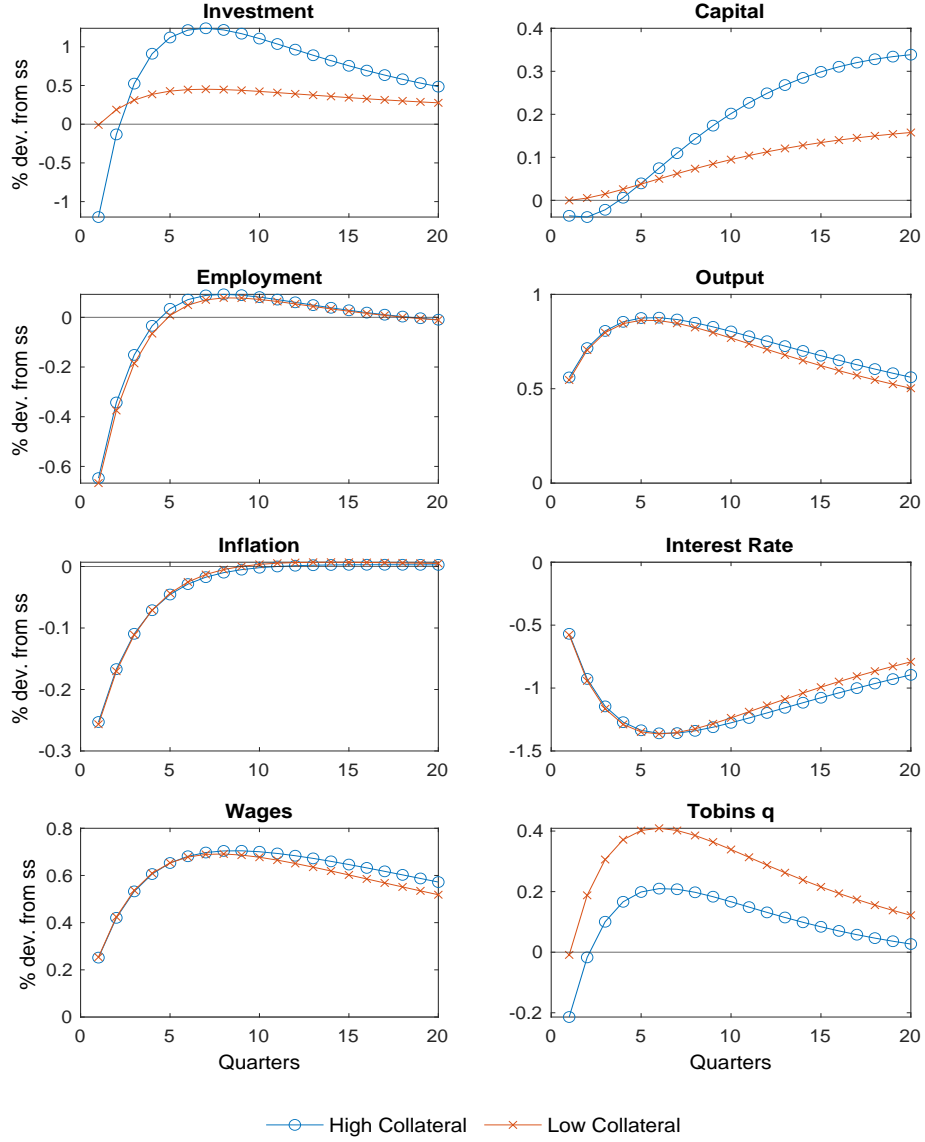 Investment
% dev. from ss
1
0.5
0
-0.5
-1
0 5 10 15 20
Capital
0.4
0.3
0.2
0.1
0
0 5 10 15 20
Employment
% dev. from ss
0
-0.2
-0.4
-0.6
0 5 10 15 20
Output
1
0.5
0
0 5 10 15 20
Inflation
% dev. from ss
0
-0.1
-0.2
-0.3
0 5 10 15 20
Interest Rate
0
-0.5
-1
-1.5
0 5 10 15 20
Wages
% dev. from ss
0.8
0.6
0.4
0.2
0
0 5 10 15 20
Quarters
Tobins q
0.4
0.2
0
-0.2
0 5 10 15 20
Quarters
High Collateral Low Collateral